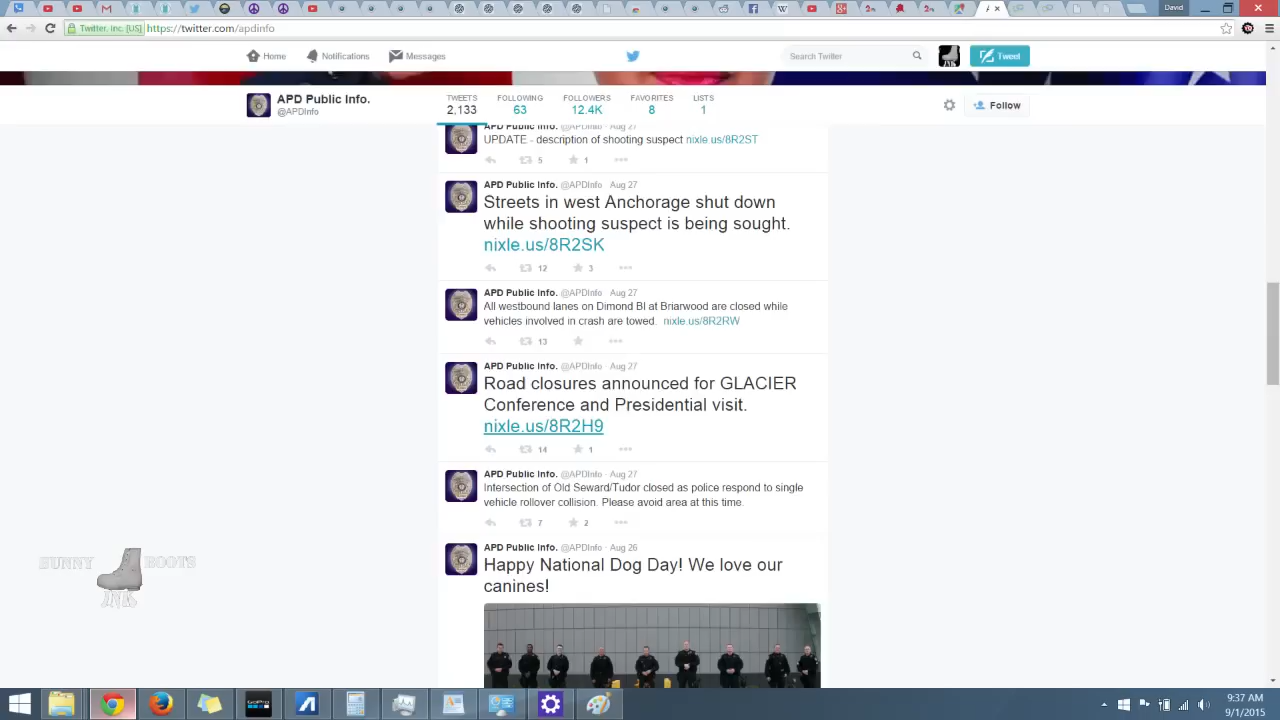 David
Twitter, Inc. [US] https://twitter.com/apdinfo
Home Notifications Messages Search Twitter Tweet
APD Public Info.
@APDInfo
TWEETS FOLLOWING FOLLOWERS FAVORITES LISTS
2,133 63 12.4K 8 1
Follow
APD Public Info. @APDInfo · Aug 27
UPDATE - description of shooting suspect nixle.us/8R2ST
5 1
APD Public Info. @APDInfo · Aug 27
Streets in west Anchorage shut down
while shooting suspect is being sought.
nixle.us/8R2SK
12 3
APD Public Info. @APDInfo · Aug 27
All westbound lanes on Dimond Bl at Briarwood are closed while
vehicles involved in crash are towed. nixle.us/8R2RW
13
APD Public Info. @APDInfo · Aug 27
Road closures announced for GLACIER
Conference and Presidential visit.
nixle.us/8R2H9
14 1
APD Public Info. @APDInfo · Aug 27
Intersection of Old Seward/Tudor closed as police respond to single
vehicle rollover collision. Please avoid area at this time.
7 2
APD Public Info. @APDInfo · Aug 26
Happy National Dog Day! We love our
canines!
BUNNY BOOTS
INK
GoPro
9:37 AM
9/1/2015